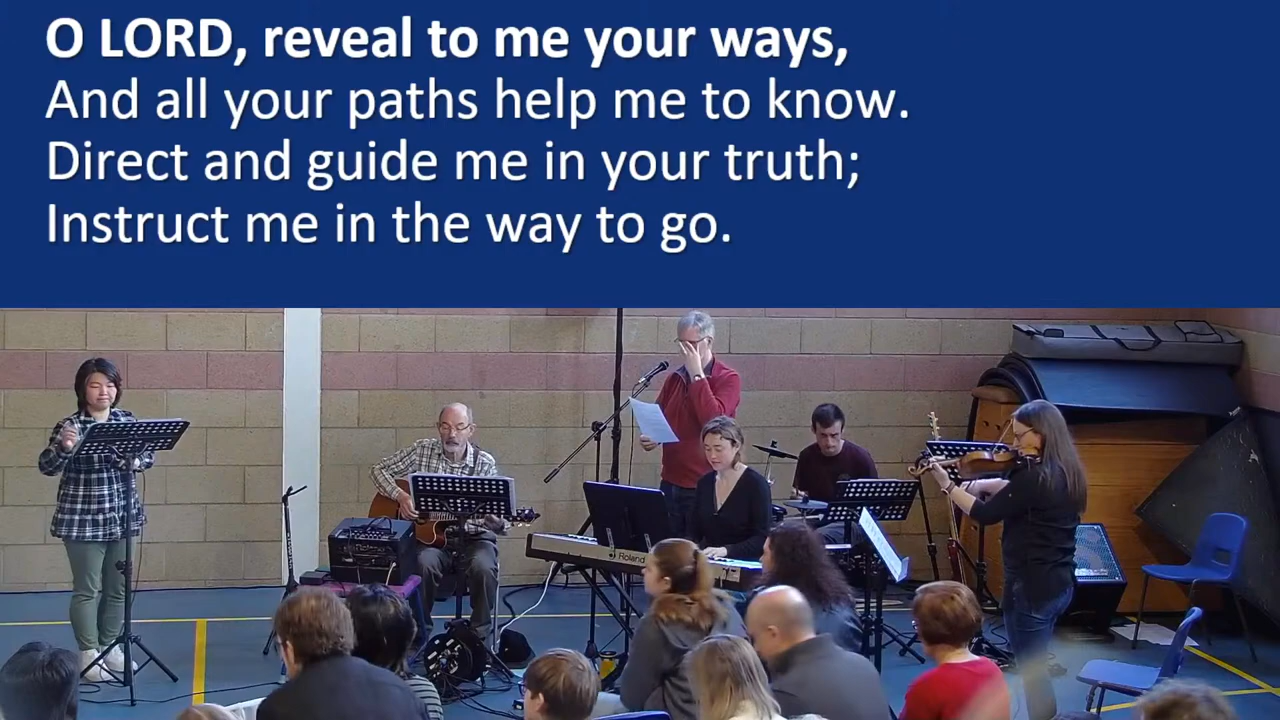 O LORD, reveal to me your ways,
And all your paths help me to know.
Direct and guide me in your truth;
Instruct me in the way to go.
Roland
Roland